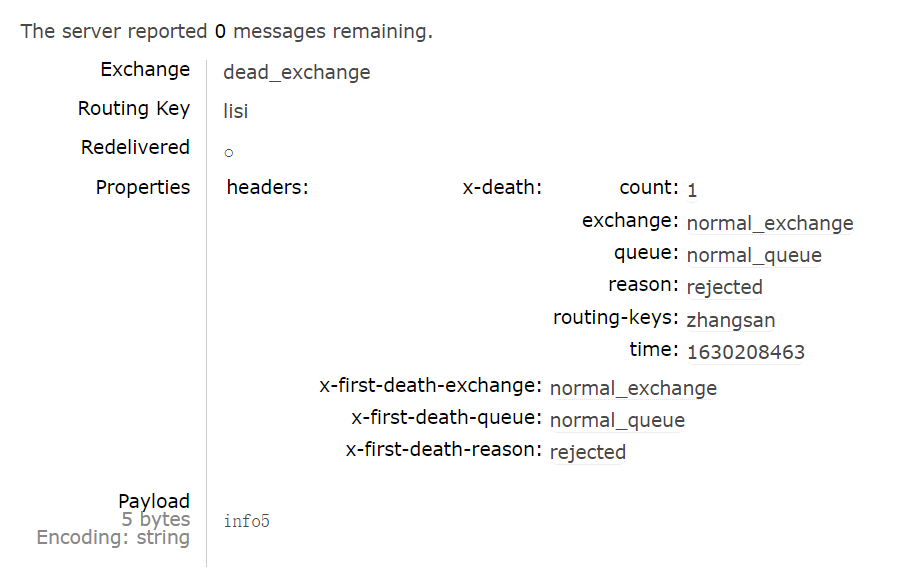 The server reported 0 messages remaining.
Exchange dead_exchange
Routing Key lisi
Redelivered ○
Properties headers: x-death: count: 1
exchange: normal_exchange
queue: normal_queue
reason: rejected
routing-keys: zhangsan
time: 1630208463
x-first-death-exchange: normal_exchange
x-first-death-queue: normal_queue
x-first-death-reason: rejected
Payload
5 bytes info5
Encoding: string